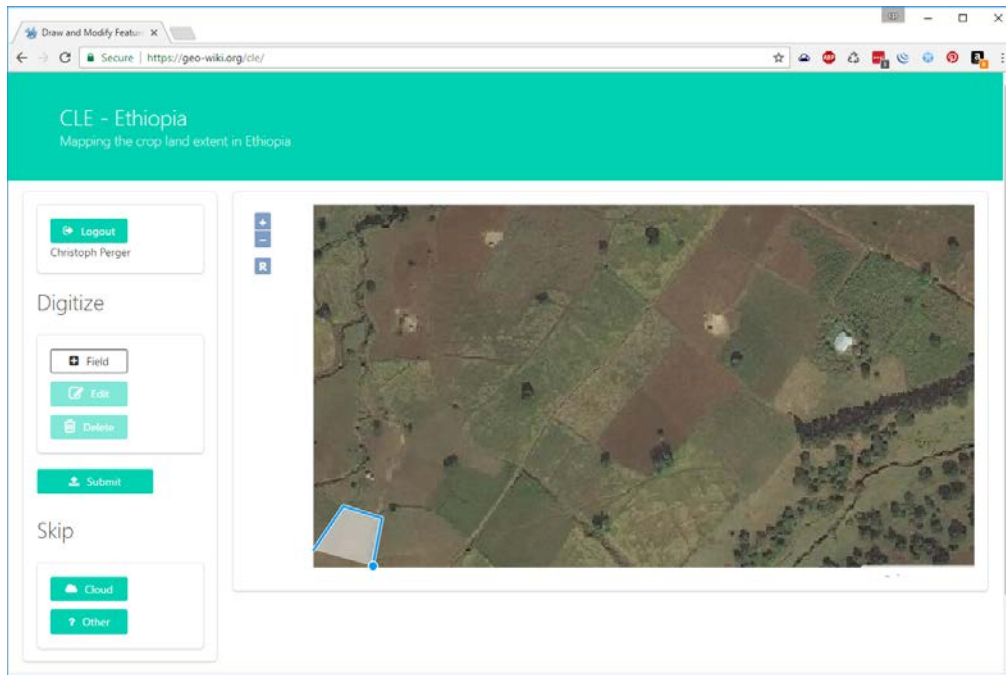 Draw and Modify Featur
Secure | https://geo-wiki.org/cle/
CLE - Ethiopia
Mapping the crop land extent in Ethiopia
Logout
Christoph Perger
Digitize
Field
Edit
Delete
Submit
Skip
Cloud
? Other
+
−
R